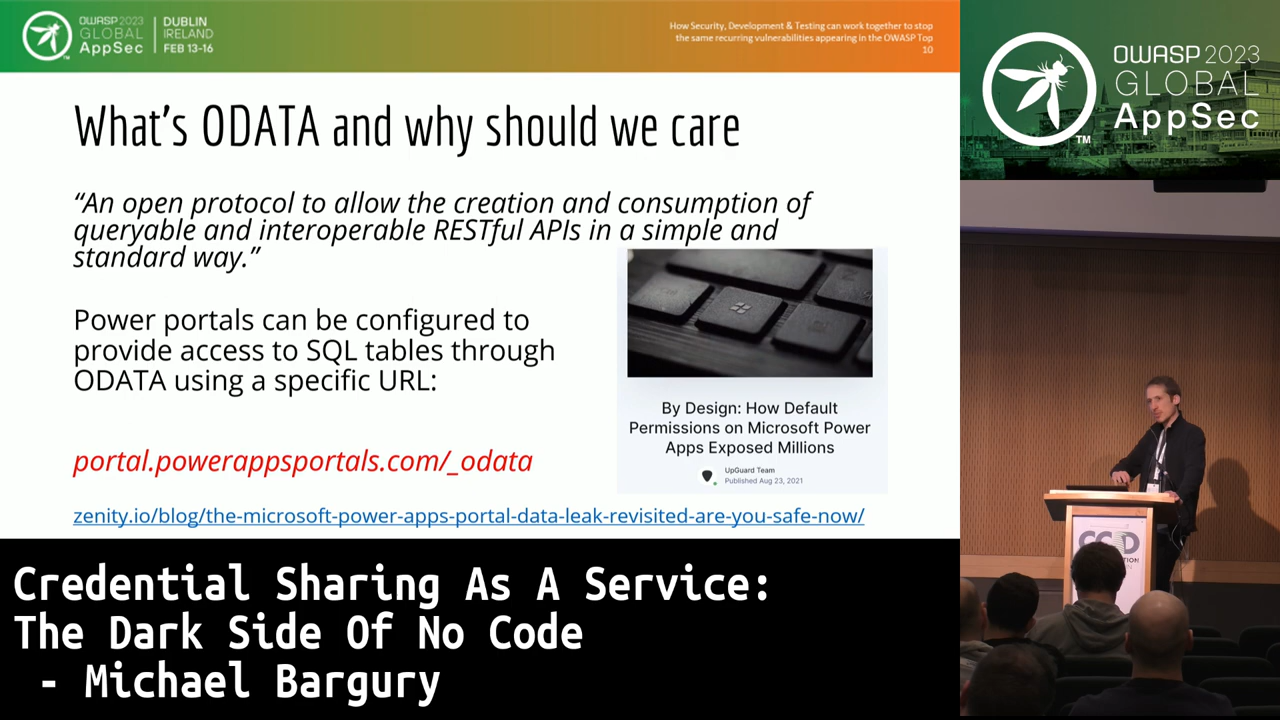 OWASP 2023
GLOBAL
AppSec
DUBLIN
IRELAND
FEB 13-16
How Security, Development & Testing can work together to stop
the same recurring vulnerabilities appearing in the OWASP Top
10
What's ODATA and why should we care
“An open protocol to allow the creation and consumption of
queryable and interoperable RESTful APIs in a simple and
standard way.”
Power portals can be configured to
provide access to SQL tables through
ODATA using a specific URL:
portal.powerappsportals.com/_odata
By Design: How Default
Permissions on Microsoft Power
Apps Exposed Millions
UpGuard Team
Published Aug 23, 2021
zenity.io/blog/the-microsoft-power-apps-portal-data-leak-revisited-are-you-safe-now/
Credential Sharing As A Service:
The Dark Side Of No Code
- Michael Bargury
OWASP 2023
GLOBAL
AppSec
TM